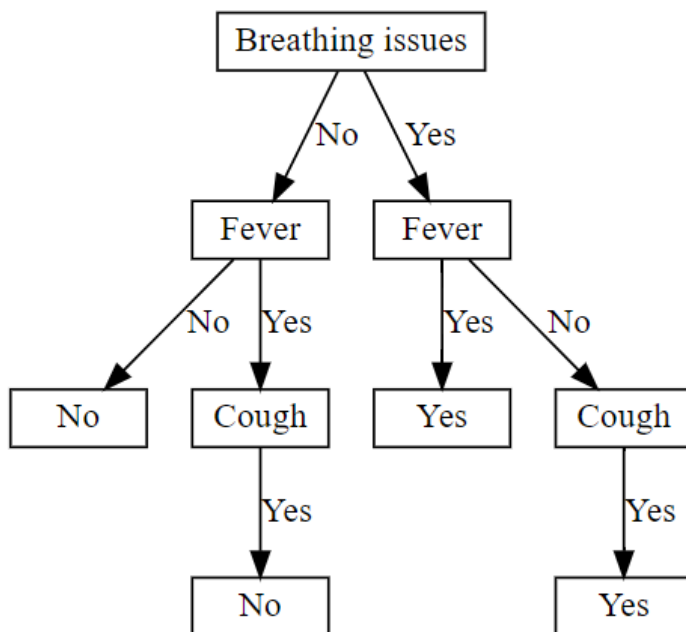 Breathing issues
No
Yes
Fever
Fever
No
Yes
Yes
No
No
Cough
Yes
Cough
Yes
Yes
No
Yes